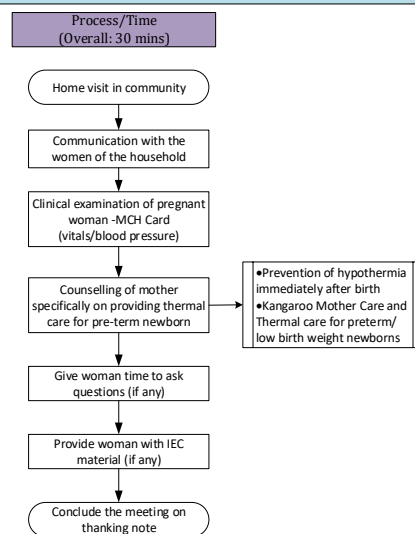 Process/Time
(Overall: 30 mins)
Home visit in community
Communication with the
women of the household
Clinical examination of pregnant
woman -MCH Card
(vitals/blood pressure)
Counselling of mother
specifically on providing thermal
care for pre-term newborn
•Prevention of hypothermia
immediately after birth
•Kangaroo Mother Care and
Thermal care for preterm/
low birth weight newborns
Give woman time to ask
questions (if any)
Provide woman with IEC
material (if any)
Conclude the meeting on
thanking note